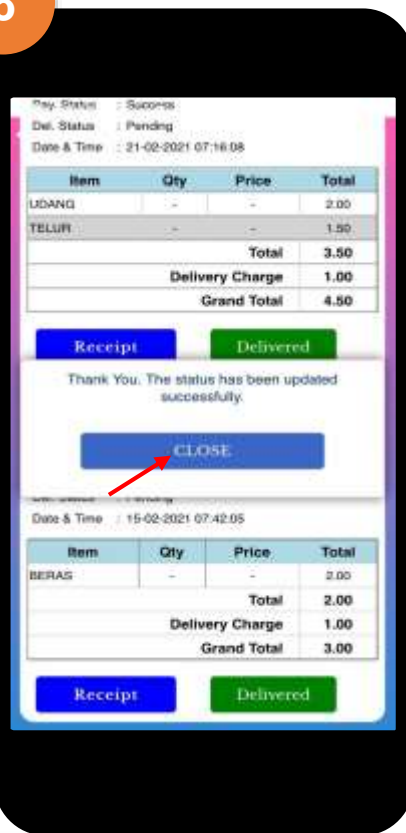 Pay. Status : Success
Del. Status : Pending
Date & Time : 21-02-2021 07:16:08
Item Qty Price Total
UDANG - - 2.00
TELUR - - 1.50
Total 3.50
Delivery Charge 1.00
Grand Total 4.50
Receipt Delivered
Thank You. The status has been updated
successfully.
CLOSE
Del. Status : Pending
Date & Time : 15-02-2021 07:42:05
Item Qty Price Total
BERAS - - 2.00
Total 2.00
Delivery Charge 1.00
Grand Total 3.00
Receipt Delivered